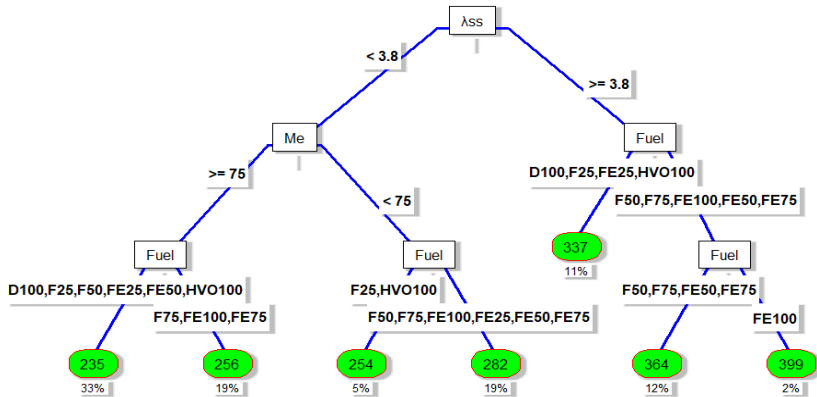 λss
< 3.8
>= 3.8
Me
Fuel
>= 75
< 75
D100,F25,FE25,HVO100
F50,F75,FE100,FE50,FE75
337
11%
Fuel
Fuel
Fuel
D100,F25,F50,FE25,FE50,HVO100
F75,FE100,FE75
F25,HVO100
F50,F75,FE100,FE25,FE50,FE75
F50,F75,FE50,FE75
FE100
235
256
254
282
364
399
33%
19%
5%
19%
12%
2%